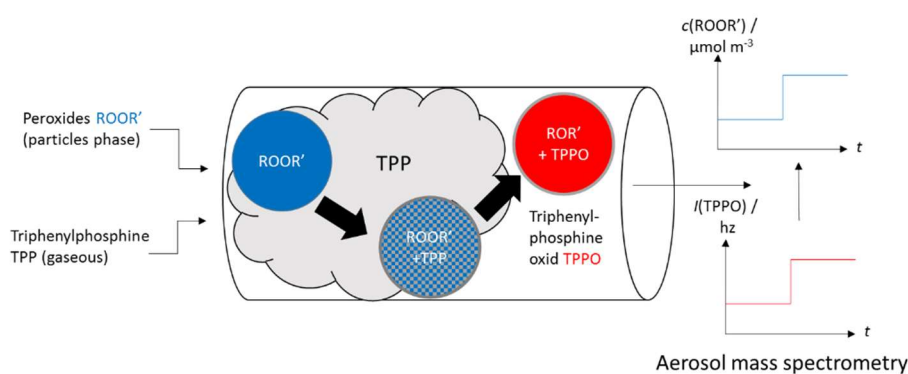 Peroxides ROOR'
(particles phase)
Triphenylphosphine
TPP (gaseous)
ROOR'
TPP
ROOR'
+TPP
ROR'
+ TPPO
Triphenyl-
phosphine
oxid TPPO
c(ROOR') /
µmol m-3
t
I(TPPO) /
hz
t
Aerosol mass spectrometry